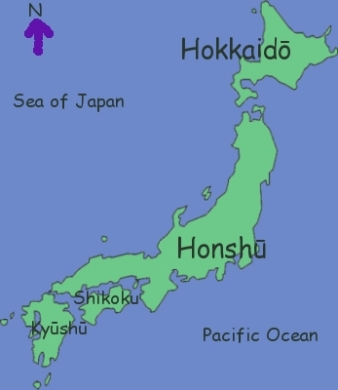 N
Hokkaidō
Sea of Japan
Honshū
Shikoku
Kyūshū
Pacific Ocean